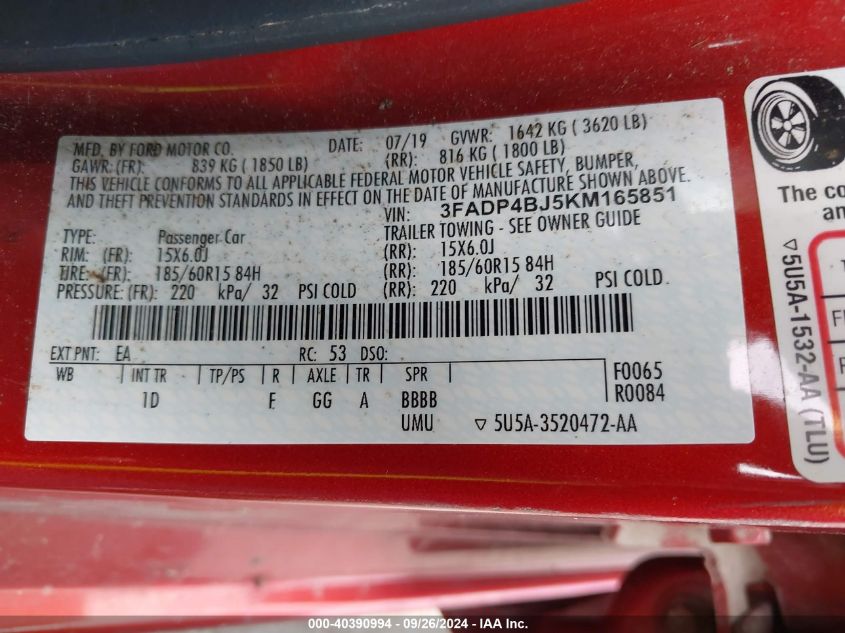 MFD. BY FORD MOTOR CO. DATE: 07/19 GVWR: 1642 KG ( 3620 LB)
GAWR: (FR): 839 KG ( 1850 LB) (RR): 816 KG ( 1800 LB)
THIS VEHICLE CONFORMS TO ALL APPLICABLE FEDERAL MOTOR VEHICLE SAFETY, BUMPER,
AND THEFT PREVENTION STANDARDS IN EFFECT ON THE DATE OF MANUFACTURE SHOWN ABOVE.
VIN: 3FADP4BJ5KM165851
TYPE: Passenger Car TRAILER TOWING - SEE OWNER GUIDE
RIM: (FR): 15X6.0J (RR): 15X6.0J
TIRE: (FR): 185/60R15 84H (RR): 185/60R15 84H
PRESSURE: (FR): 220 kPa/ 32 PSI COLD (RR): 220 kPa/ 32 PSI COLD
EXT PNT: EA RC: 53 DSO:
WB INT TR TP/PS R AXLE TR SPR F0065
1D F GG A BBBB R0084
UMU ▽ 5U5A-3520472-AA
The co
an
▽5U5A-1532-AA (TLU)
000-40390994 - 09/26/2024 - IAA Inc.